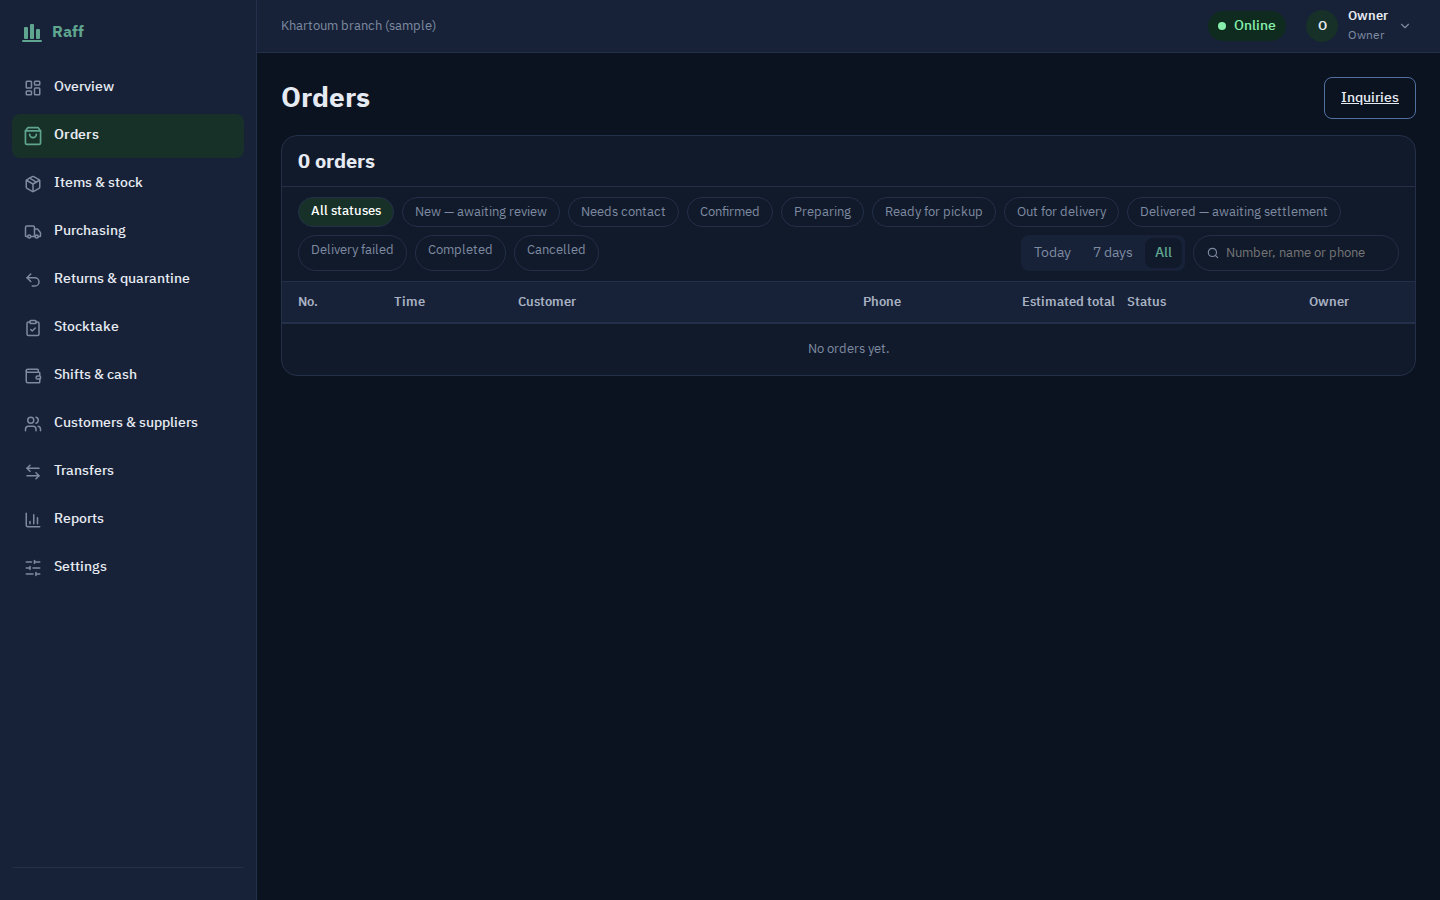 Raff
Khartoum branch (sample)
Online
O
Owner
Owner
Overview
Orders
Items & stock
Purchasing
Returns & quarantine
Stocktake
Shifts & cash
Customers & suppliers
Transfers
Reports
Settings
Orders
Inquiries
0 orders
All statuses
New — awaiting review
Needs contact
Confirmed
Preparing
Ready for pickup
Out for delivery
Delivered — awaiting settlement
Delivery failed
Completed
Cancelled
Today
7 days
All
Number, name or phone
No.
Time
Customer
Phone
Estimated total
Status
Owner
No orders yet.